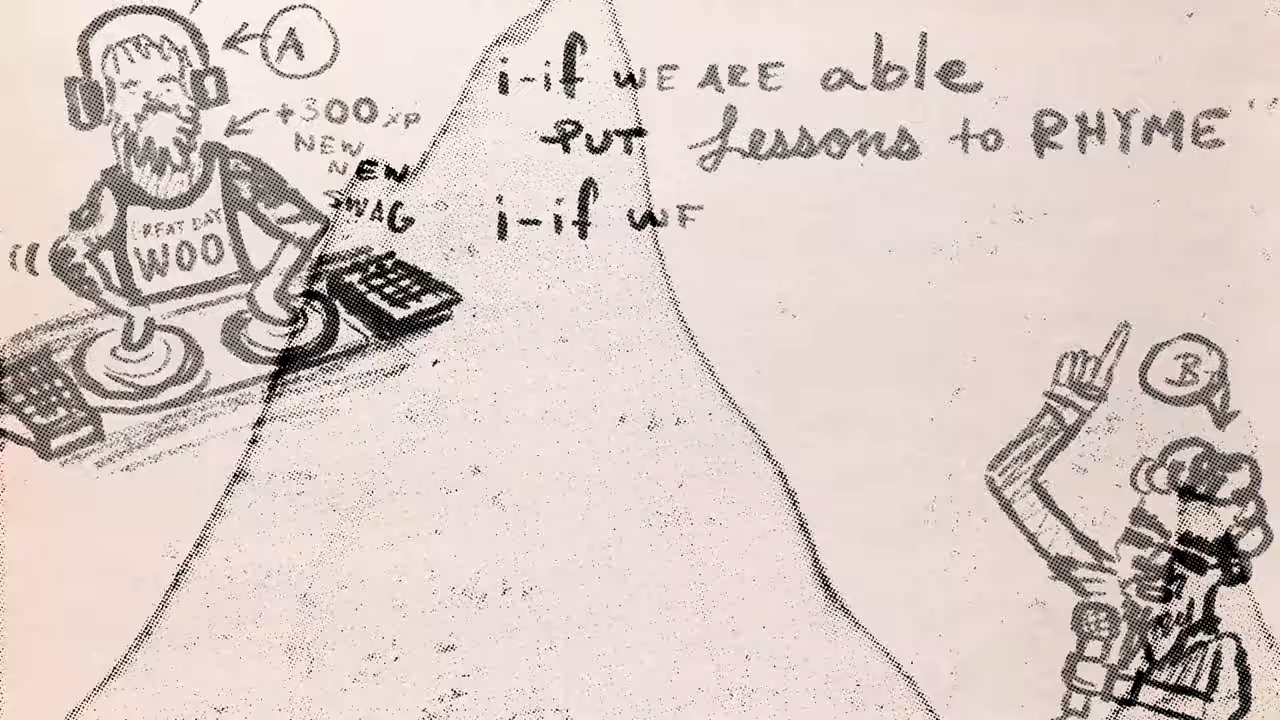 A
+300 XP
NEW
NEW
SWAG
GREAT DAY
WOO
i-if WE ARE able
PUT Lessons to RHYME"
i-if WE
B